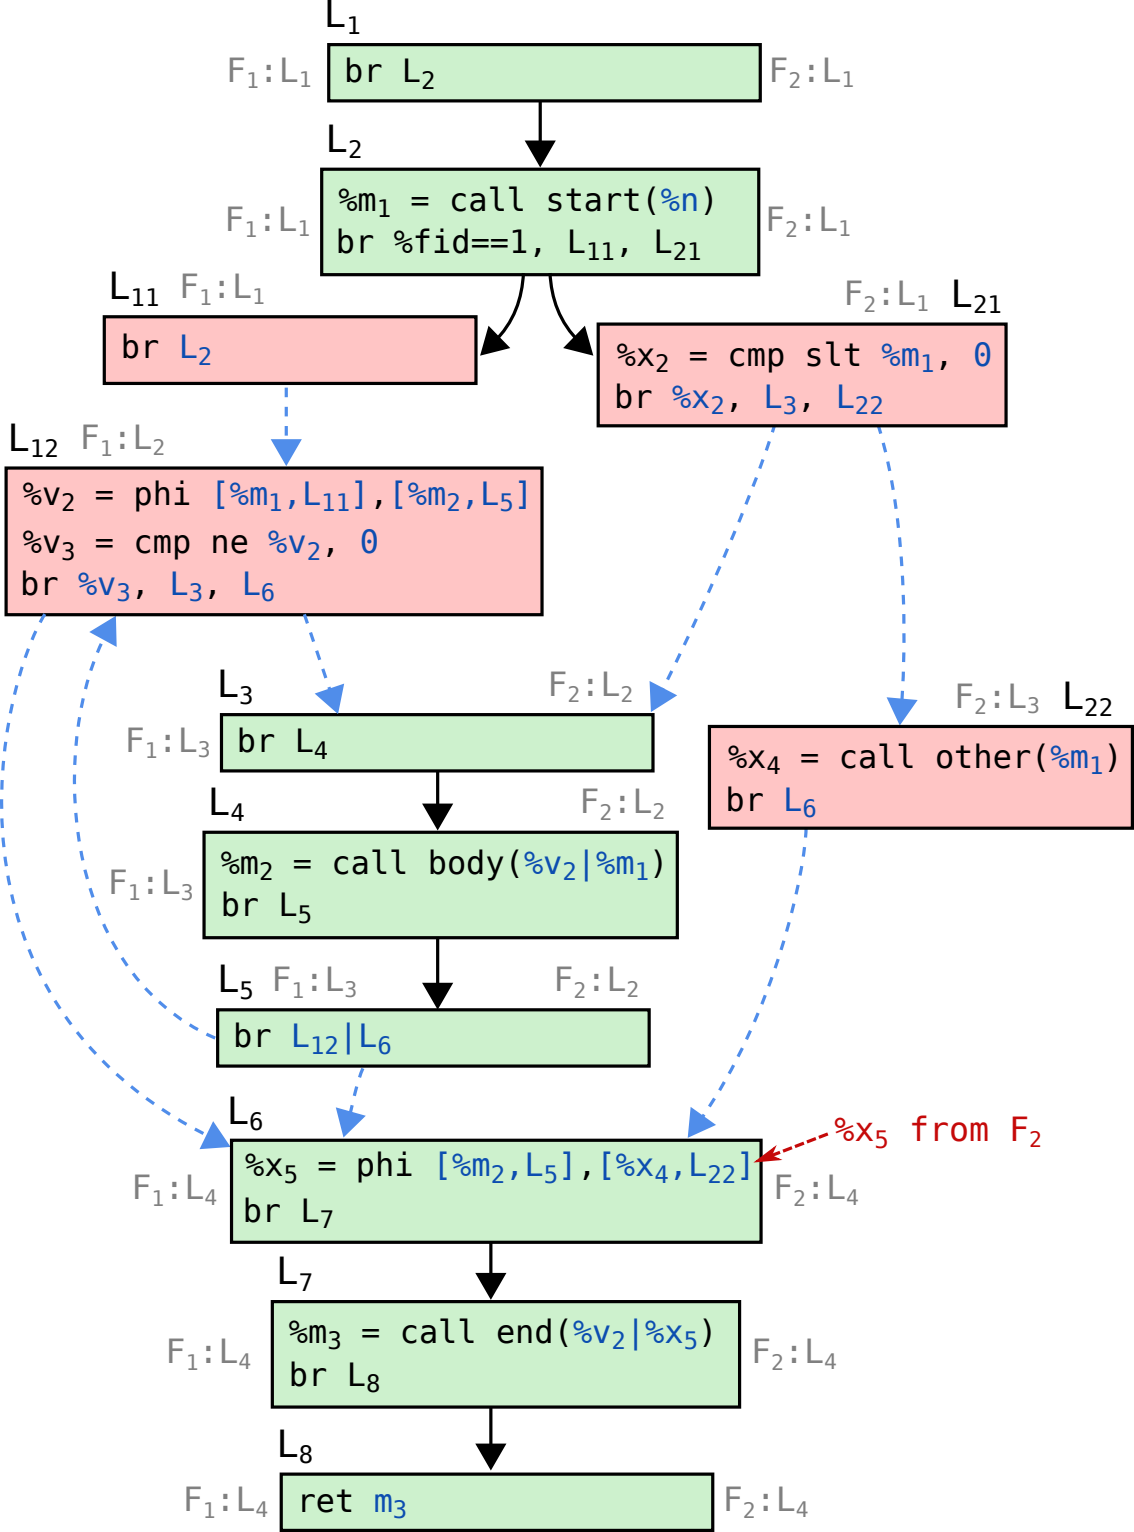 L₁
F₁:L₁ br L₂ F₂:L₁
L₂
%m₁ = call start(%n)
F₁:L₁ F₂:L₁
br %fid==1, L₁₁, L₂₁
L₁₁ F₁:L₁
F₂:L₁ L₂₁
br L₂
%x₂ = cmp slt %m₁, 0
br %x₂, L₃, L₂₂
L₁₂ F₁:L₂
%v₂ = phi [%m₁,L₁₁],[%m₂,L₅]
%v₃ = cmp ne %v₂, 0
br %v₃, L₃, L₆
L₃ F₂:L₂
F₂:L₃ L₂₂
F₁:L₃ br L₄
%x₄ = call other(%m₁)
br L₆
L₄ F₂:L₂
%m₂ = call body(%v₂|%m₁)
F₁:L₃
br L₅
L₅ F₁:L₃ F₂:L₂
br L₁₂|L₆
L₆
%x₅ from F₂
%x₅ = phi [%m₂,L₅],[%x₄,L₂₂]
F₁:L₄ F₂:L₄
br L₇
L₇
%m₃ = call end(%v₂|%x₅)
F₁:L₄ F₂:L₄
br L₈
L₈
F₁:L₄ ret m₃ F₂:L₄